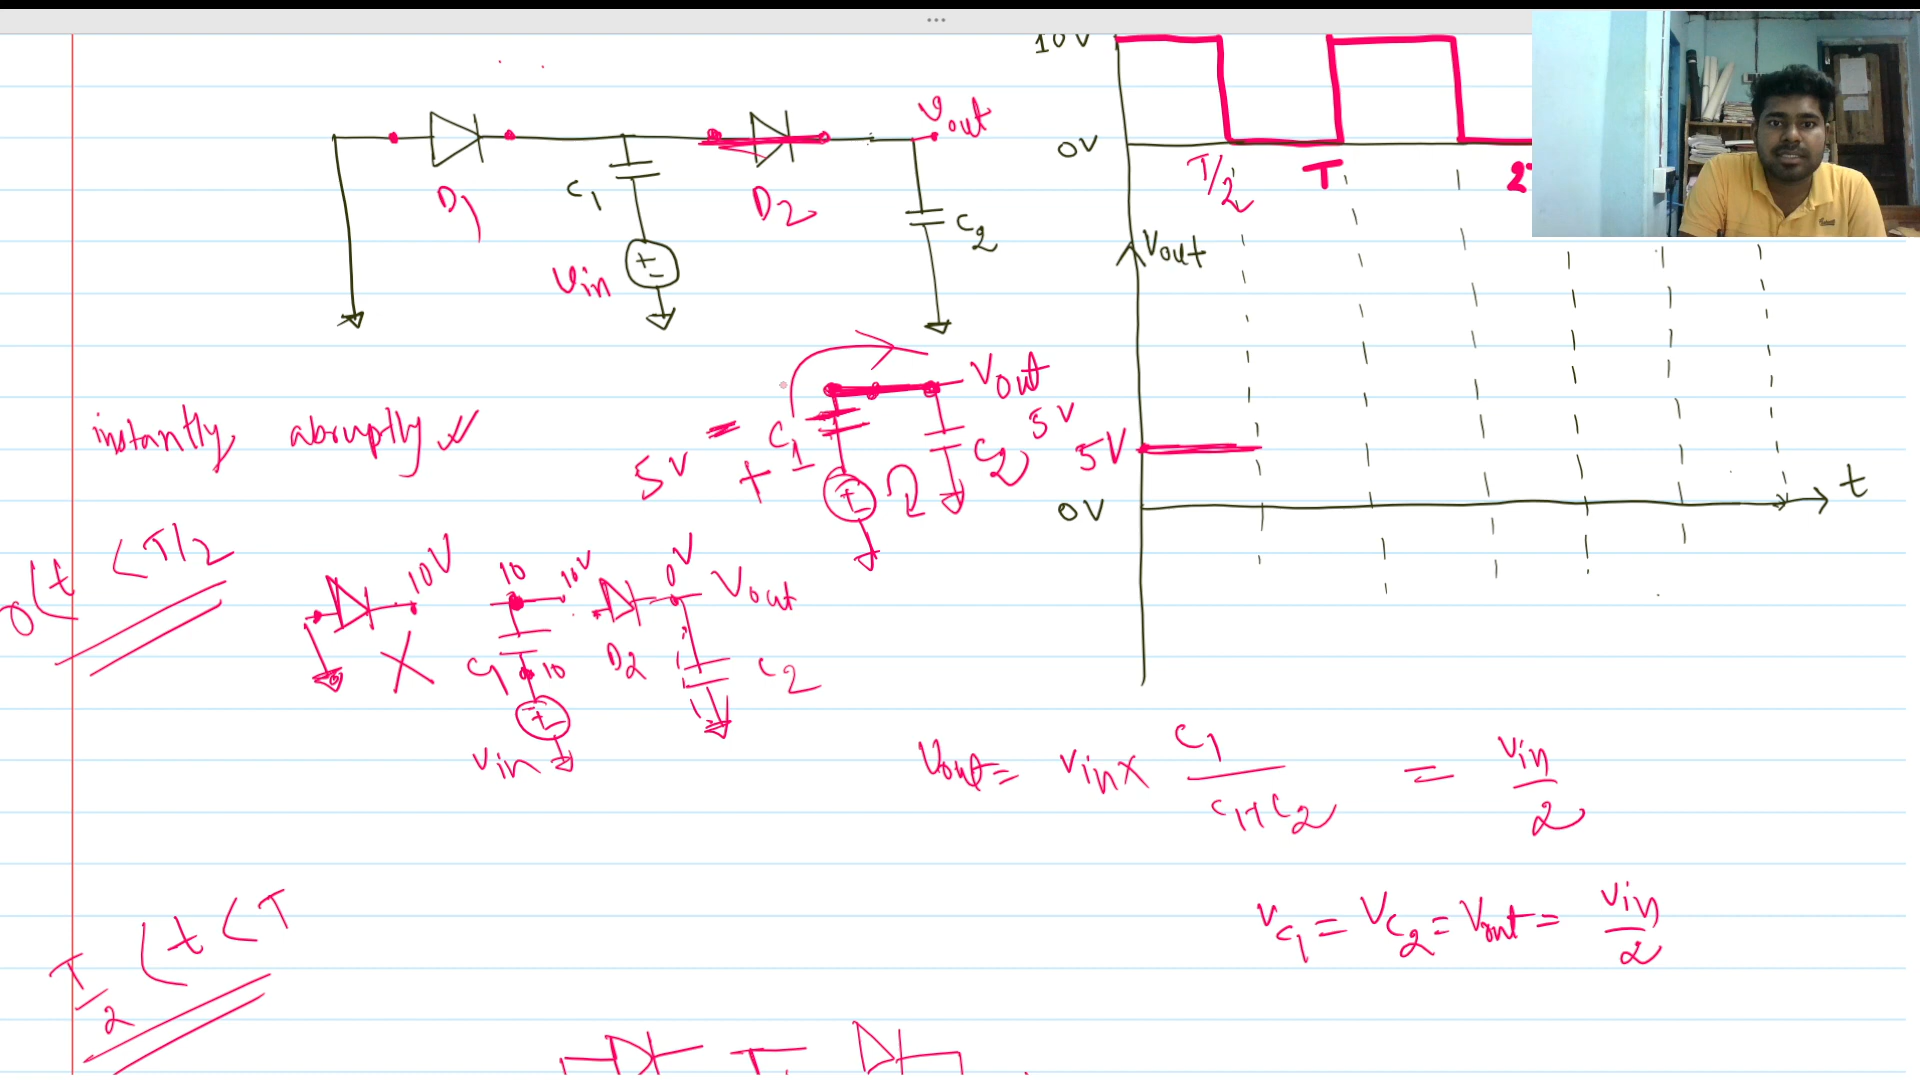 10V
0V
T/2
T
2
Vout
D1
C1
D2
C2
Vin
Vout
Vout
5V
C1
5V
C2
5V
0V
t
instantly, abruptly
0<t<T/2
10V
10
10V
0V
Vout
C1
10
D2
C2
Vin
Vout = Vin x C1/C1+C2 = Vin/2
VC1 = VC2 = Vout = Vin/2
T/2<t<T